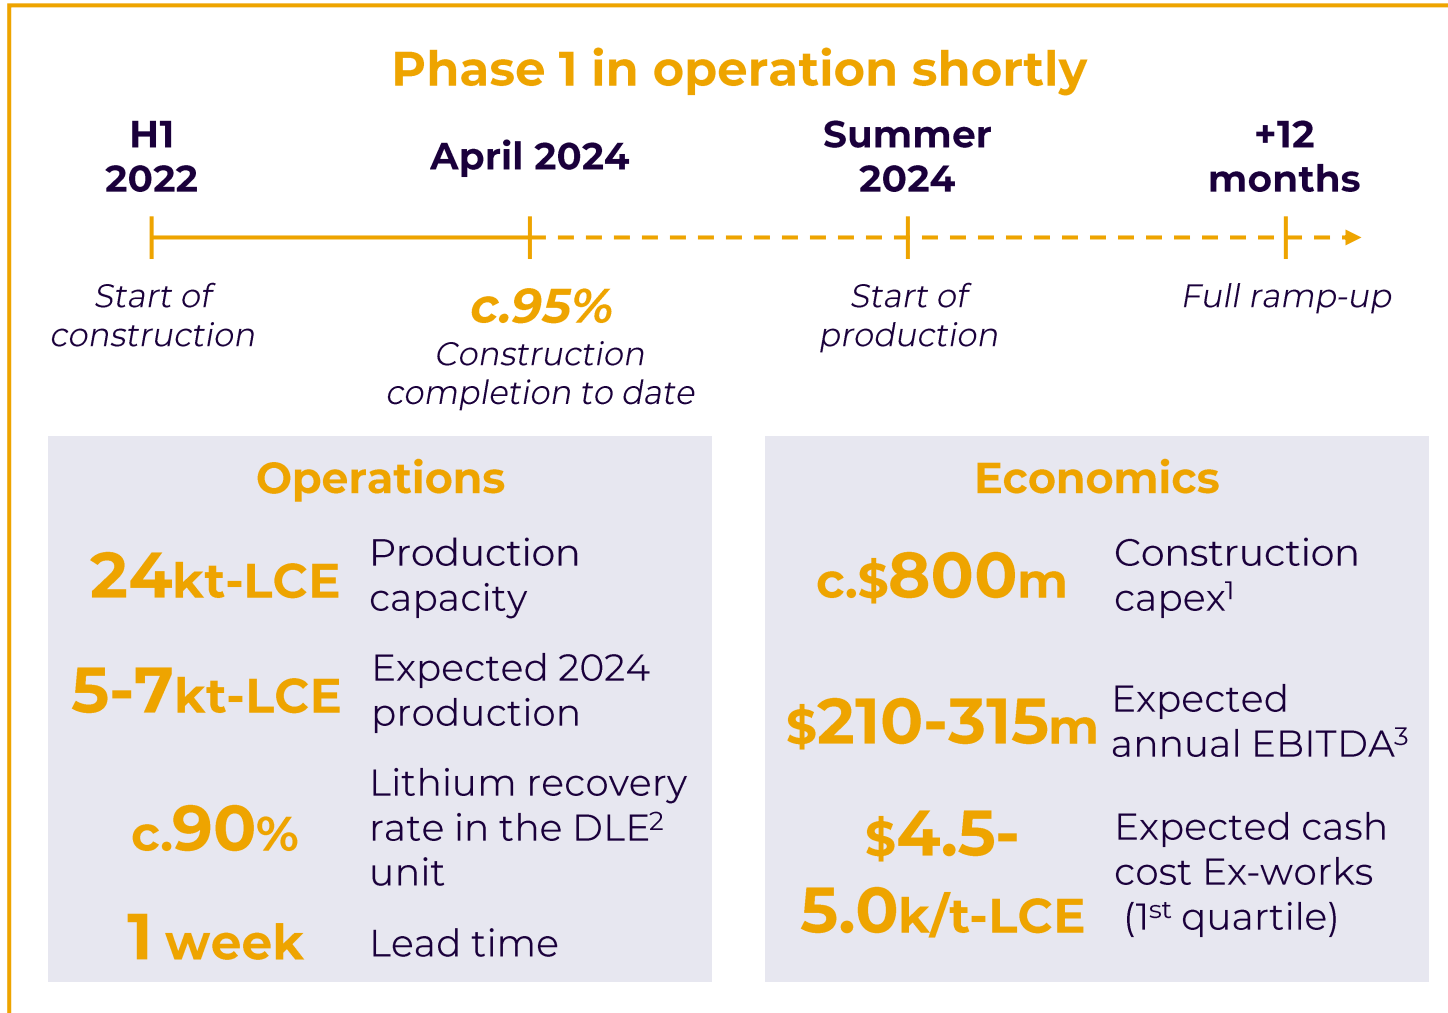 Phase 1 in operation shortly
H1
2022
April 2024
Summer
2024
+12
months
Start of
construction
c.95%
Construction
completion to date
Start of
production
Full ramp-up
Operations
24kt-LCE
Production
capacity
5-7kt-LCE
Expected 2024
production
c.90%
Lithium recovery
rate in the DLE²
unit
1 week
Lead time
Economics
c.$800m
Construction
capex¹
$210-315m
Expected
annual EBITDA³
$4.5-
5.0k/t-LCE
Expected cash
cost Ex-works
(1st quartile)